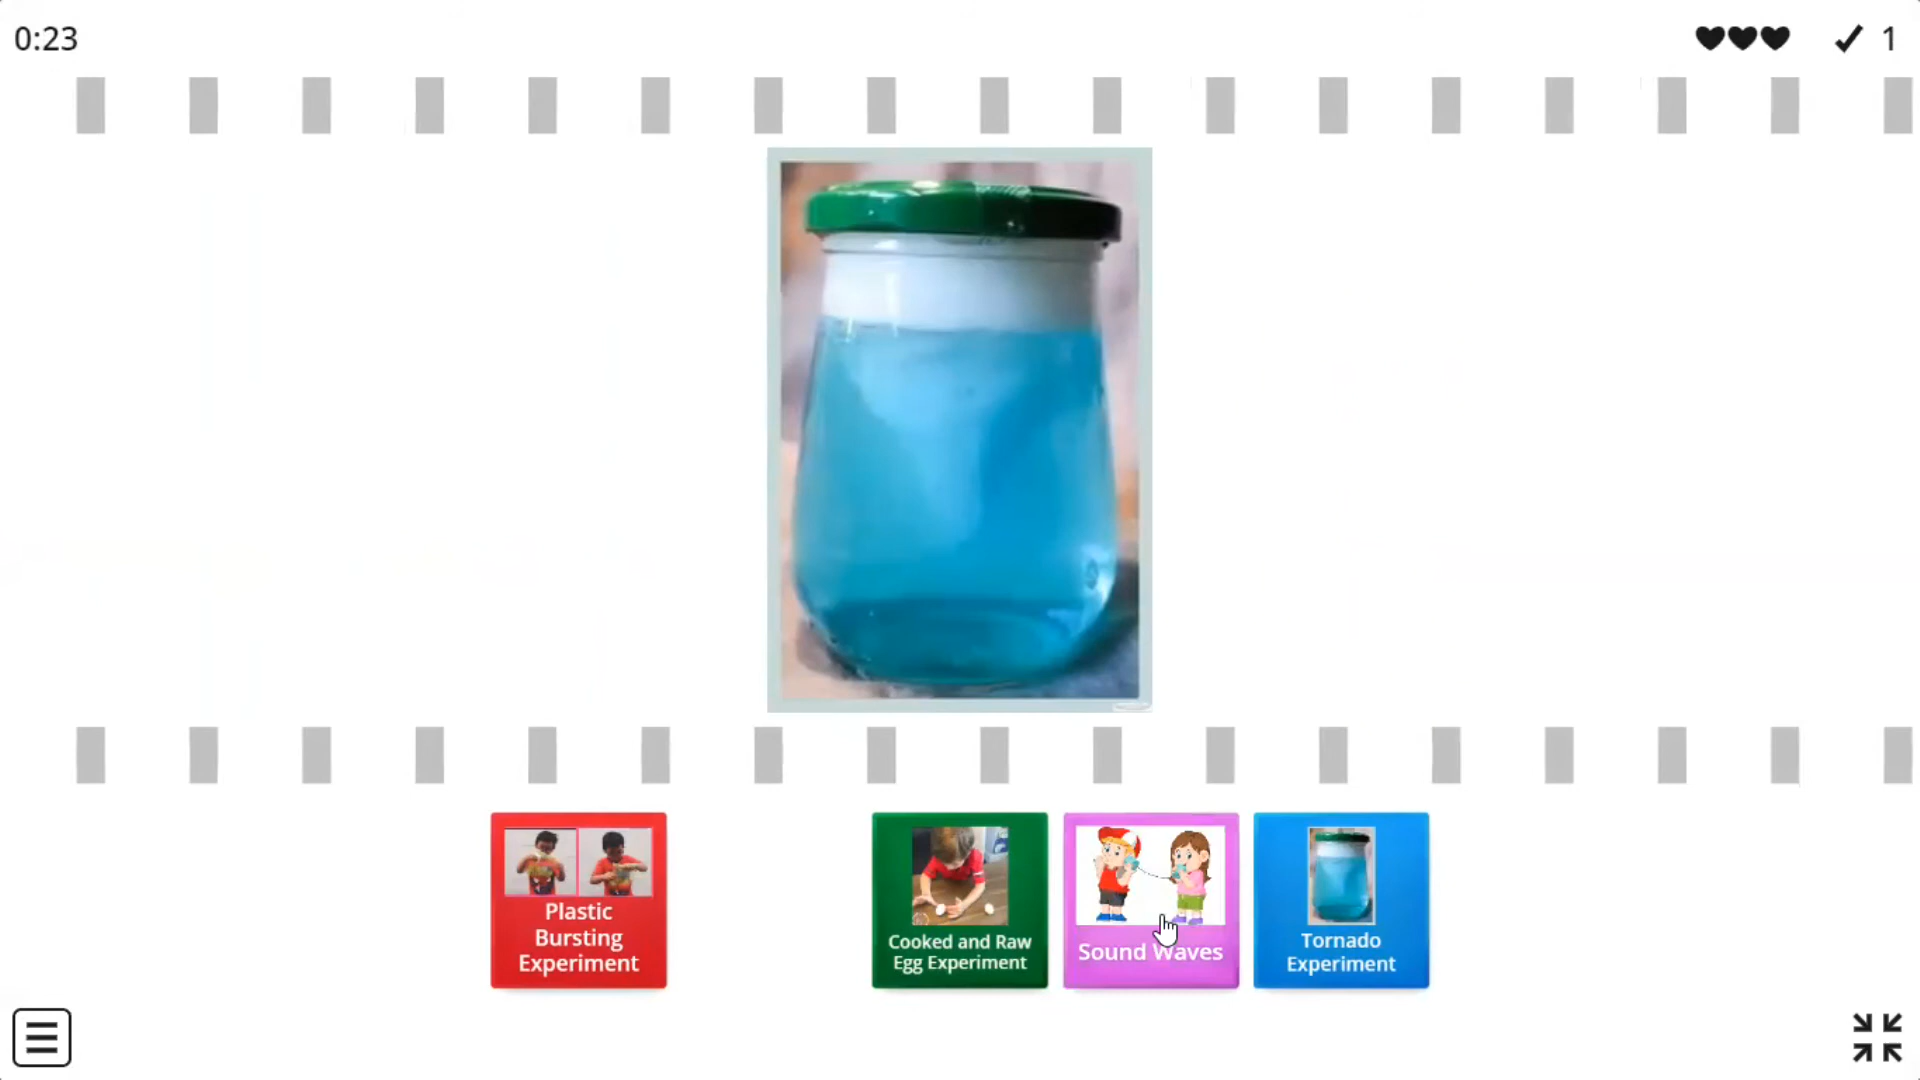 0:23
1
Plastic
Bursting
Experiment
Cooked and Raw
Egg Experiment
Sound Waves
Tornado
Experiment